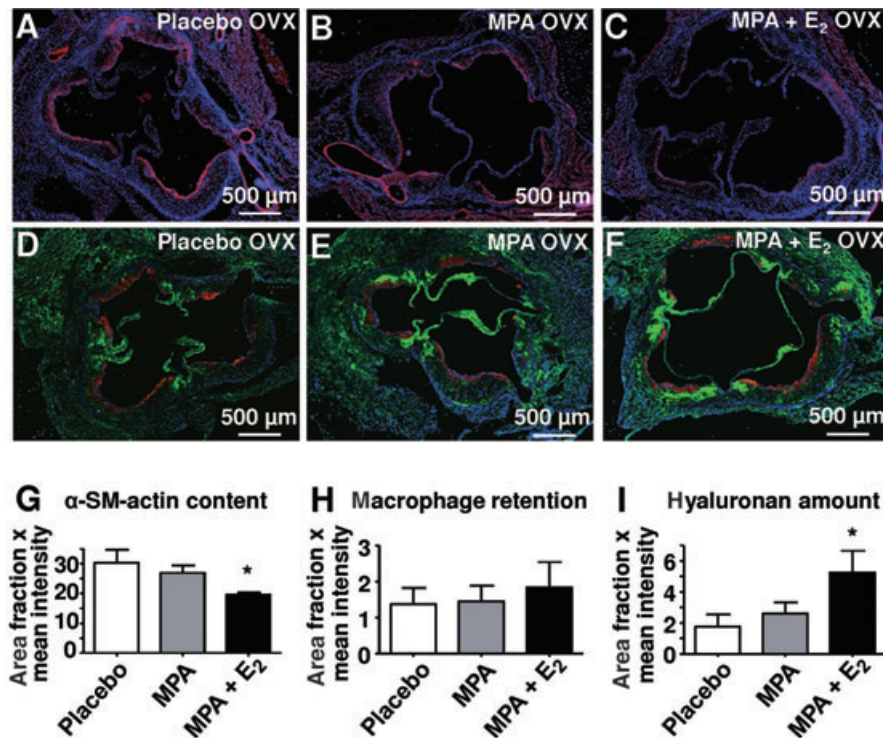 A Placebo OVX
500 µm
B MPA OVX
500 µm
C MPA + E₂ OVX
500 µm
D Placebo OVX
500 µm
E MPA OVX
500 µm
F MPA + E₂ OVX
500 µm
G α-SM-actin content
Area fraction x
mean intensity
30
20
10
0
Placebo
MPA
MPA + E₂
H Macrophage retention
Area fraction x
mean intensity
3
2
1
0
Placebo
MPA
MPA + E₂
I Hyaluronan amount
Area fraction x
mean intensity
6
4
2
0
Placebo
MPA
MPA + E₂
*
*